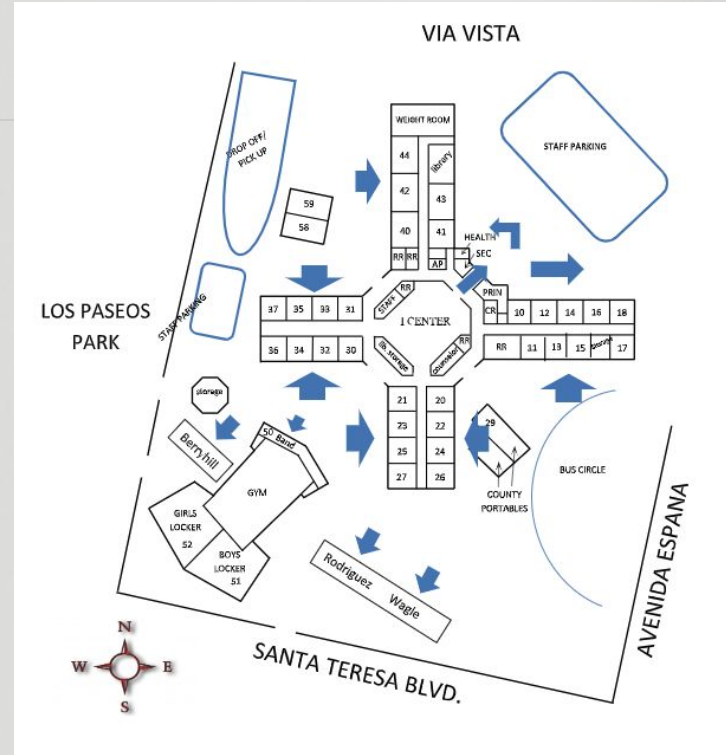 VIA VISTA
DROP OFF/
PICK UP
WEIGHT ROOM
STAFF PARKING
44
library
59
58
42
43
40
41
HEALTH
SEC
RR
RR
AP
RR
STAFF
PRIN
CR
I CENTER
STAFF PARKING
LOS PASEOS
PARK
37
35
33
31
10
12
14
16
18
36
34
32
30
lib. storage
counselor
RR
RR
11
13
15
storage
17
storage
21
20
23
22
25
24
27
26
29
COUNTY
PORTABLES
BUS CIRCLE
Berryhill
50 Band
GYM
GIRLS
LOCKER
52
BOYS
LOCKER
51
Rodriguez
Wagle
AVENIDA ESPANA
SANTA TERESA BLVD.
N
W
E
S